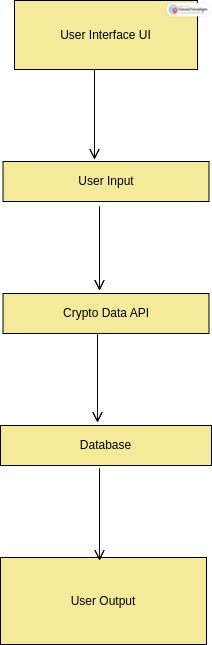 User Interface UI
User Input
Crypto Data API
Database
User Output